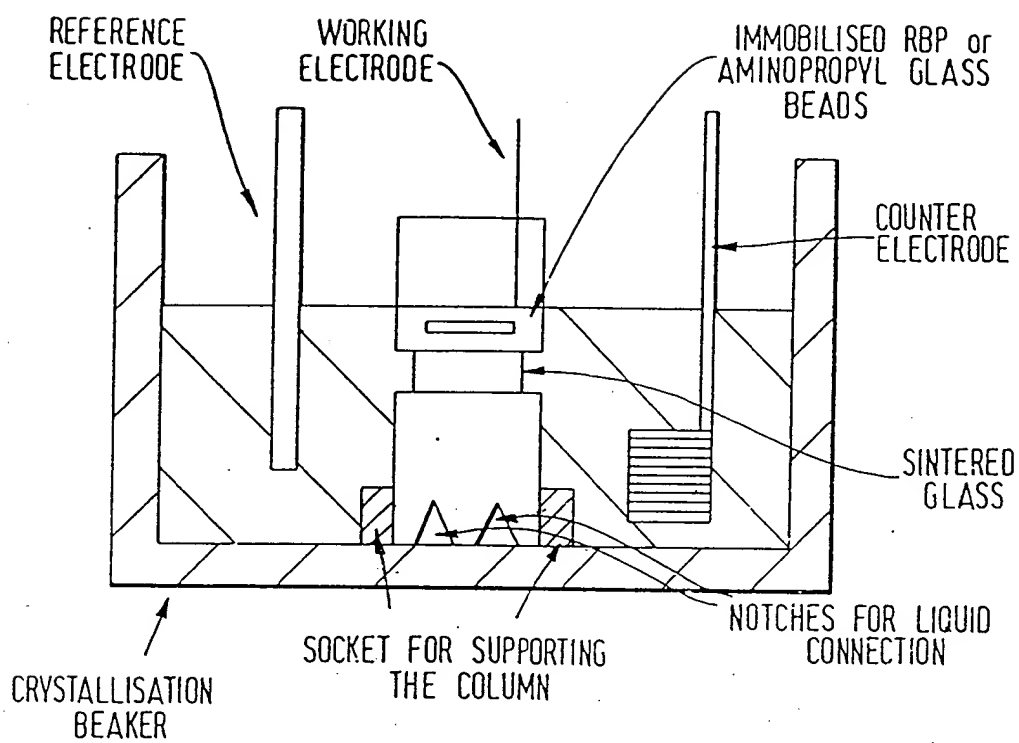 REFERENCE
ELECTRODE
WORKING
ELECTRODE
IMMOBILISED RBP or
AMINOPROPYL GLASS
BEADS
COUNTER
ELECTRODE
SINTERED
GLASS
NOTCHES FOR LIQUID
CONNECTION
SOCKET FOR SUPPORTING
THE COLUMN
CRYSTALLISATION
BEAKER